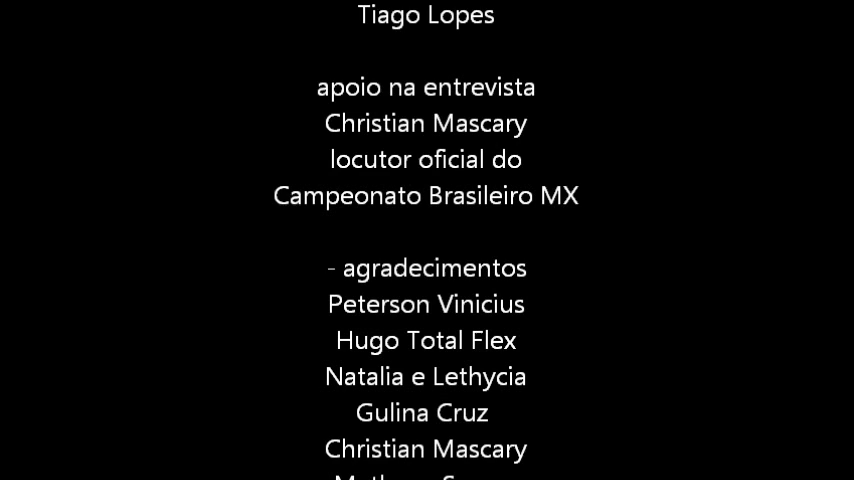 Tiago Lopes
apoio na entrevista
Christian Mascary
locutor oficial do
Campeonato Brasileiro MX
- agradecimentos
Peterson Vinicius
Hugo Total Flex
Natalia e Lethycia
Gulina Cruz
Christian Mascary